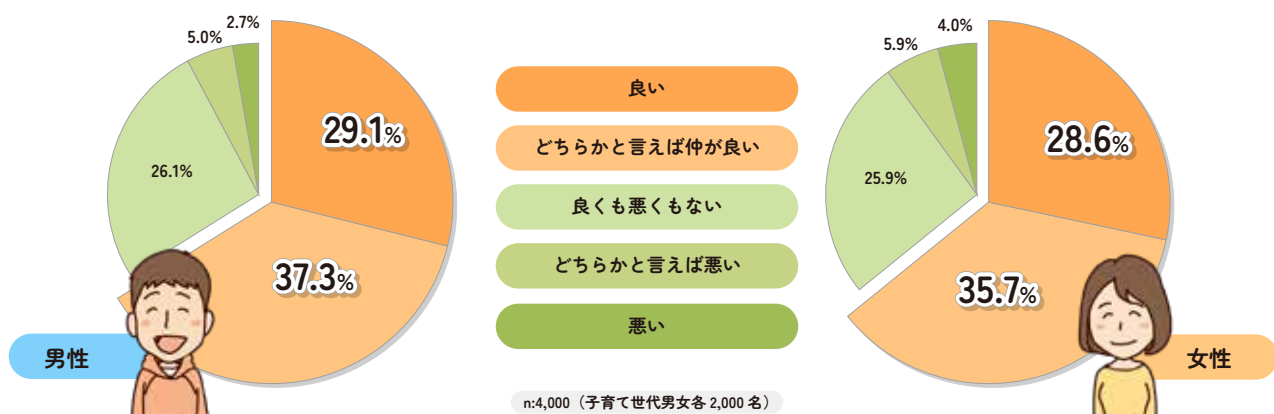 2.7%
5.0%
29.1%
26.1%
37.3%
男性
良い
どちらかと言えば仲が良い
良くも悪くもない
どちらかと言えば悪い
悪い
n:4,000（子育て世代男女各 2,000 名）
4.0%
5.9%
28.6%
25.9%
35.7%
女性